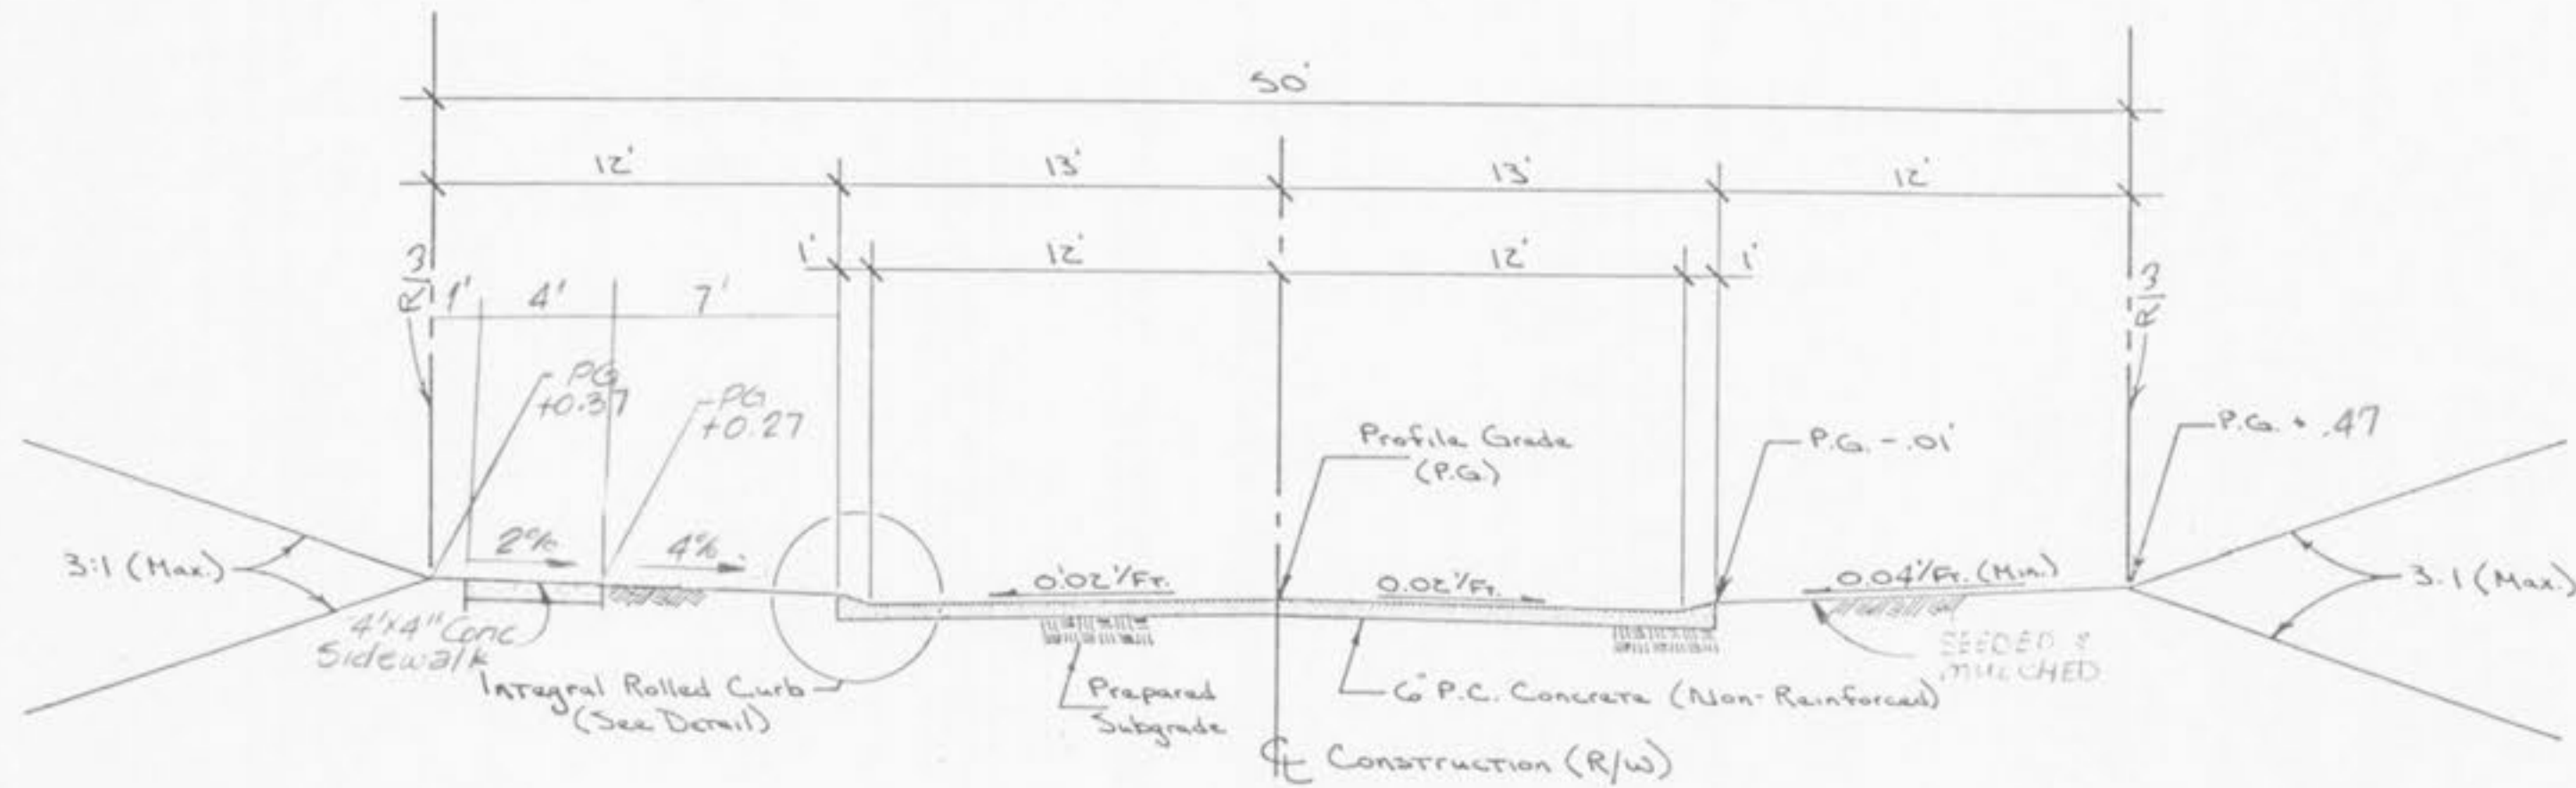 50'
12' 13' 13' 12'
1' 12' 12' 1'
R/W
1' 4' 7'
R/W
PG
+0.37
PG
+0.27
Profile Grade
(P.G.)
P.G. - .01'
P.G. + .47
3:1 (Max.)
2%
4%
0.02'/FT.
0.02'/FT.
0.04'/FT. (Min.)
3:1 (Max.)
4'x4" Conc
Sidewalk
Integral Rolled Curb
(See Detail)
Prepared
Subgrade
6" P.C. Concrete (Non-Reinforced)
SEEDED &
MULCHED
℄ Construction (R/W)